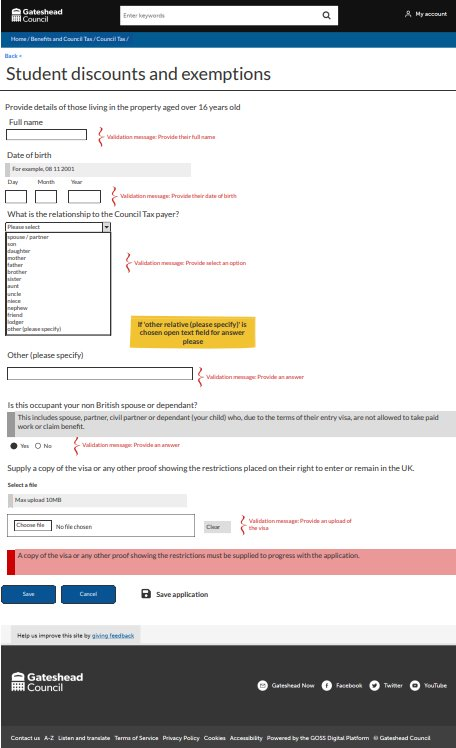 Gateshead
Council
Enter keywords
My account
Home / Benefits and Council Tax / Council Tax /
Back >
Student discounts and exemptions
Provide details of those living in the property aged over 16 years old
Full name
Validation message: Provide their full name
Date of birth
For example, 08 11 2001
Day Month Year
Validation message: Provide their date of birth
What is the relationship to the Council Tax payer?
Please select
spouse / partner
son
daughter
mother
father
brother
sister
aunt
uncle
niece
nephew
friend
lodger
other (please specify)
Validation message: Provide select an option
If 'other relative (please specify)' is
chosen open text field for answer
please
Other (please specify)
Validation message: Provide an answer
Is this occupant your non British spouse or dependant?
This includes spouse, partner, civil partner or dependant (your child) who, due to the terms of their entry visa, are not allowed to take paid
work or claim benefit.
Yes No
Validation message: Provide an answer
Supply a copy of the visa or any other proof showing the restrictions placed on their right to enter or remain in the UK.
Select a file
Max upload 10MB
Choose file No file chosen
Clear
Validation message: Provide an upload of
the visa
A copy of the visa or any other proof showing the restrictions must be supplied to progress with the application.
Save Cancel Save application
Help us improve this site by giving feedback
Gateshead
Council
Gateshead Now Facebook Twitter YouTube
Contact us A-Z Listen and translate Terms of Service Privacy Policy Cookies Accessibility Powered by the GOSS Digital Platform © Gateshead Council